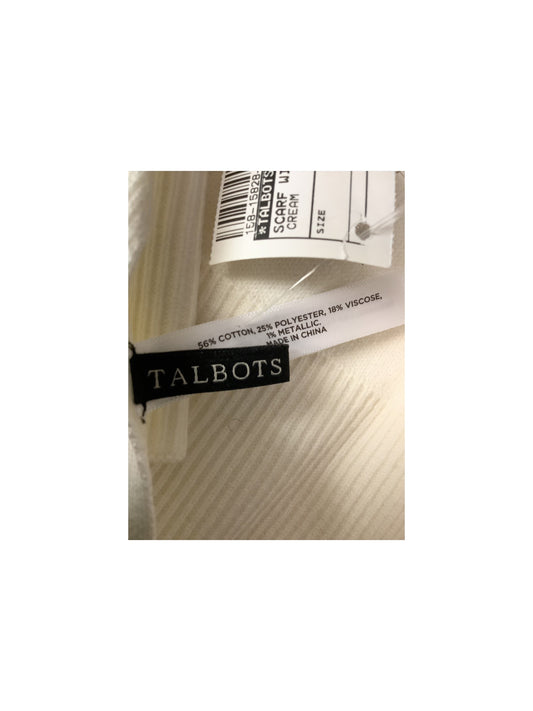 158-15828-
*TALBOTS
SCARF
CREAM
SIZE
56% COTTON, 25% POLYESTER, 18% VISCOSE,
1% METALLIC.
MADE IN CHINA
TALBOTS